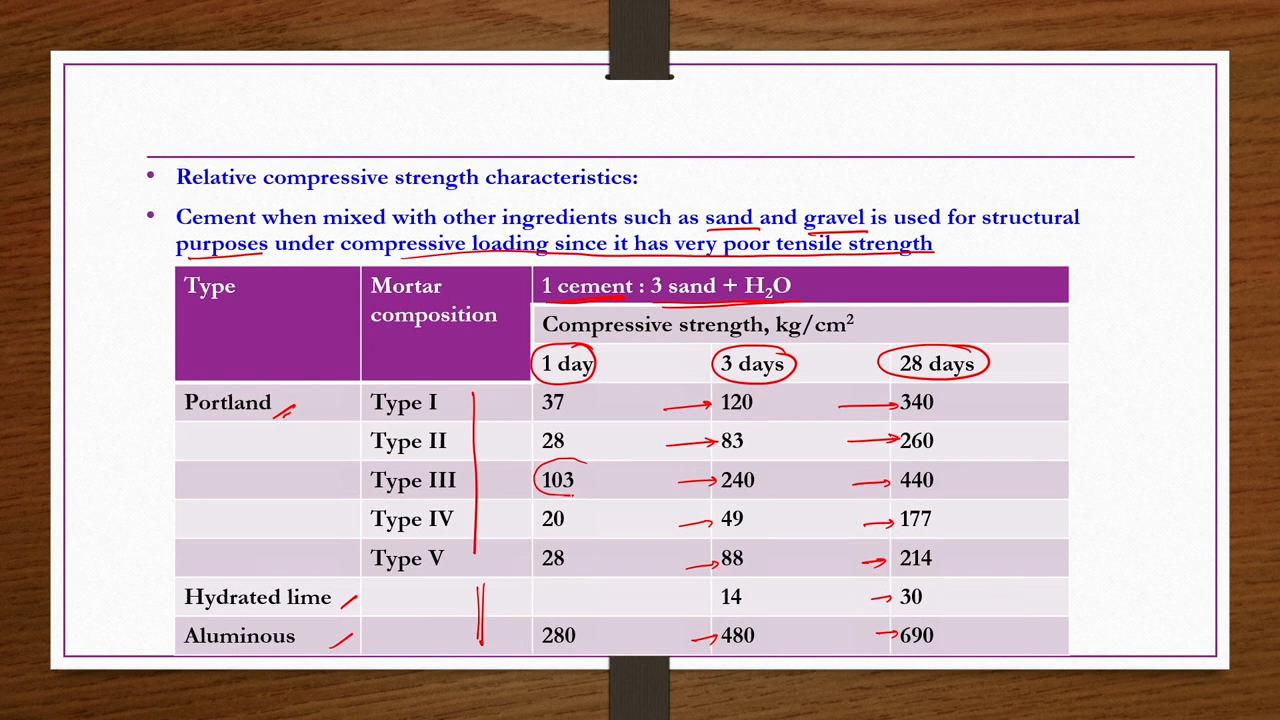 Relative compressive strength characteristics:
Cement when mixed with other ingredients such as sand and gravel is used for structural
purposes under compressive loading since it has very poor tensile strength
Type Mortar 1 cement : 3 sand + H₂O
composition
Compressive strength, kg/cm²
1 day 3 days 28 days
Portland Type I 37 120 340
Type II 28 83 260
Type III 103 240 440
Type IV 20 49 177
Type V 28 88 214
Hydrated lime 14 30
Aluminous 280 480 690